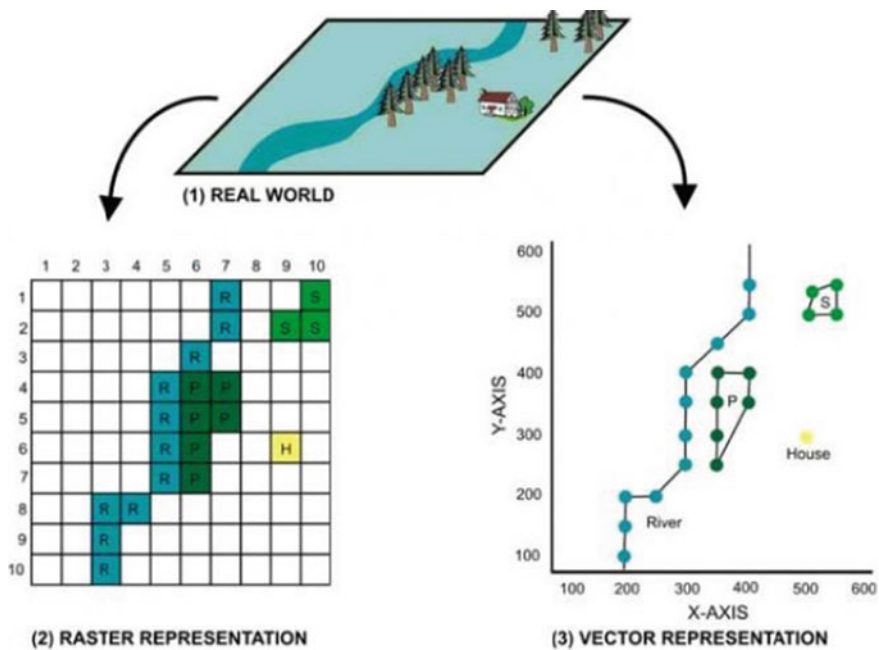 (1) REAL WORLD
1 2 3 4 5 6 7 8 9 10
1 R S
2 R S S
3 R
4 R P P
5 R P P
6 R P H
7 R P
8 R R
9 R
10 R
(2) RASTER REPRESENTATION
600
500
400
300
200
100
Y-AXIS
S
P
House
River
100 200 300 400 500 600
X-AXIS
(3) VECTOR REPRESENTATION